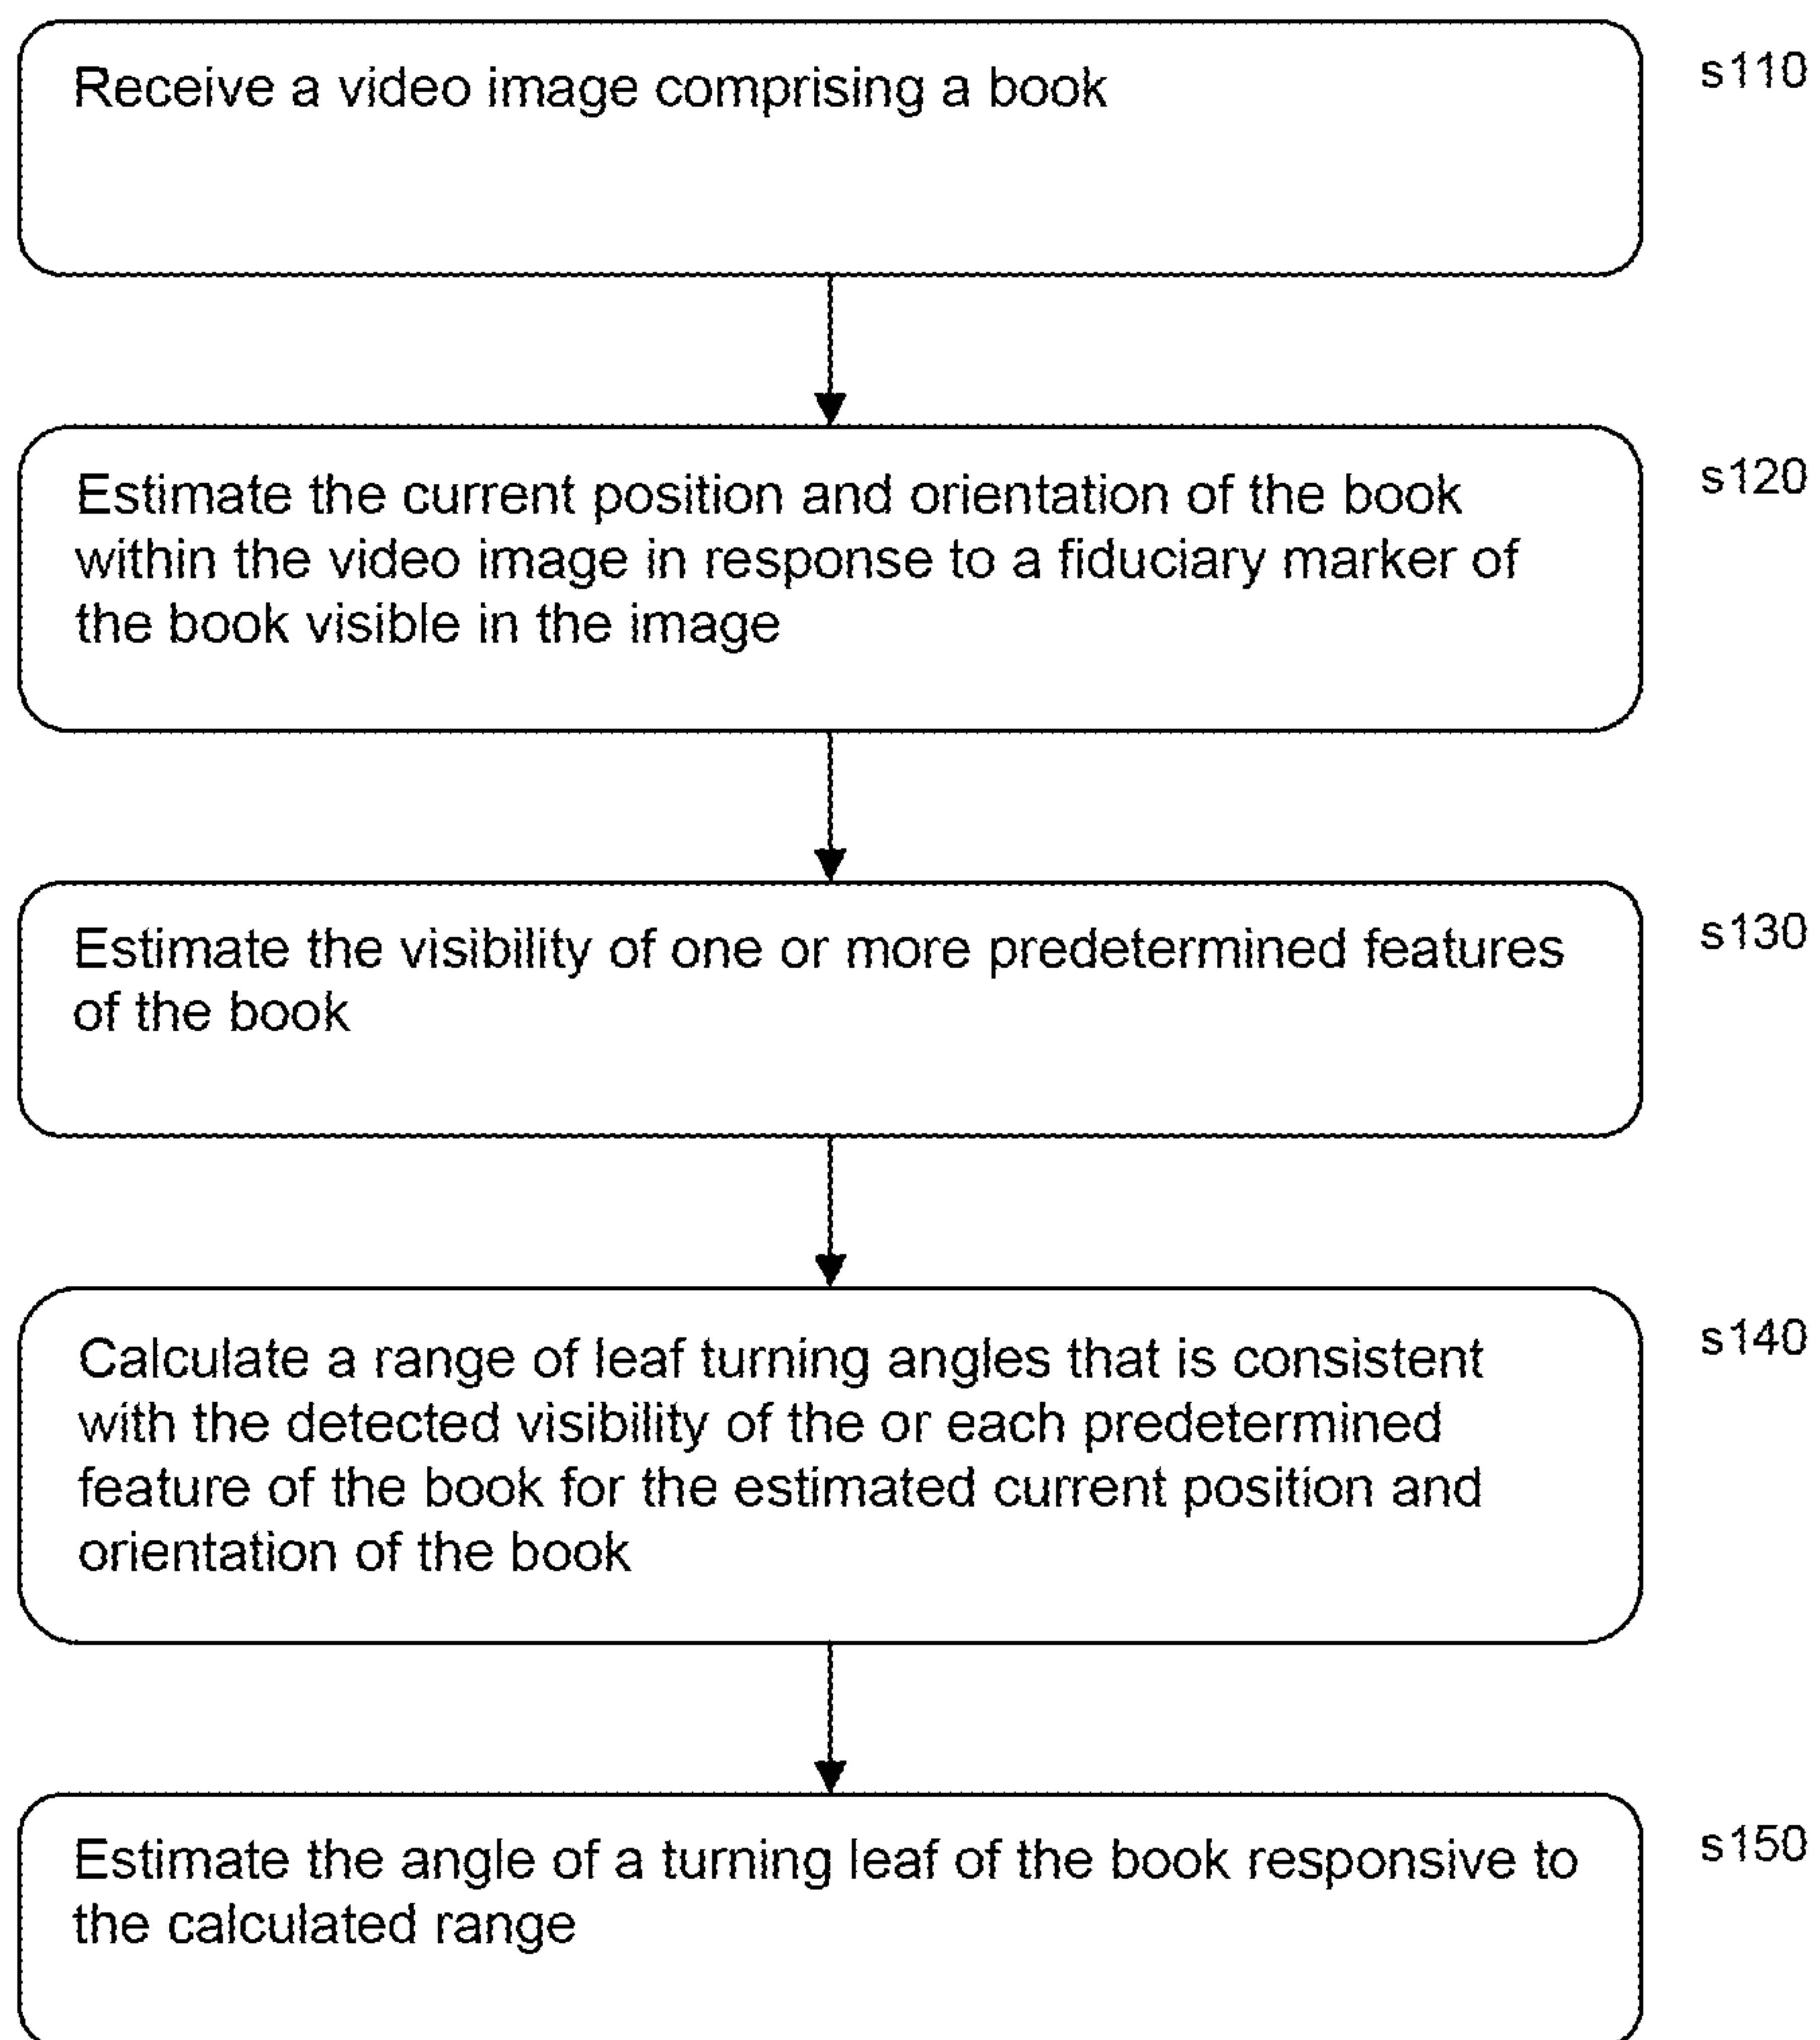 Receive a video image comprising a book
s110
Estimate the current position and orientation of the book
within the video image in response to a fiduciary marker of
the book visible in the image
s120
Estimate the visibility of one or more predetermined features
of the book
s130
Calculate a range of leaf turning angles that is consistent
with the detected visibility of the or each predetermined
feature of the book for the estimated current position and
orientation of the book
s140
Estimate the angle of a turning leaf of the book responsive to
the calculated range
s150